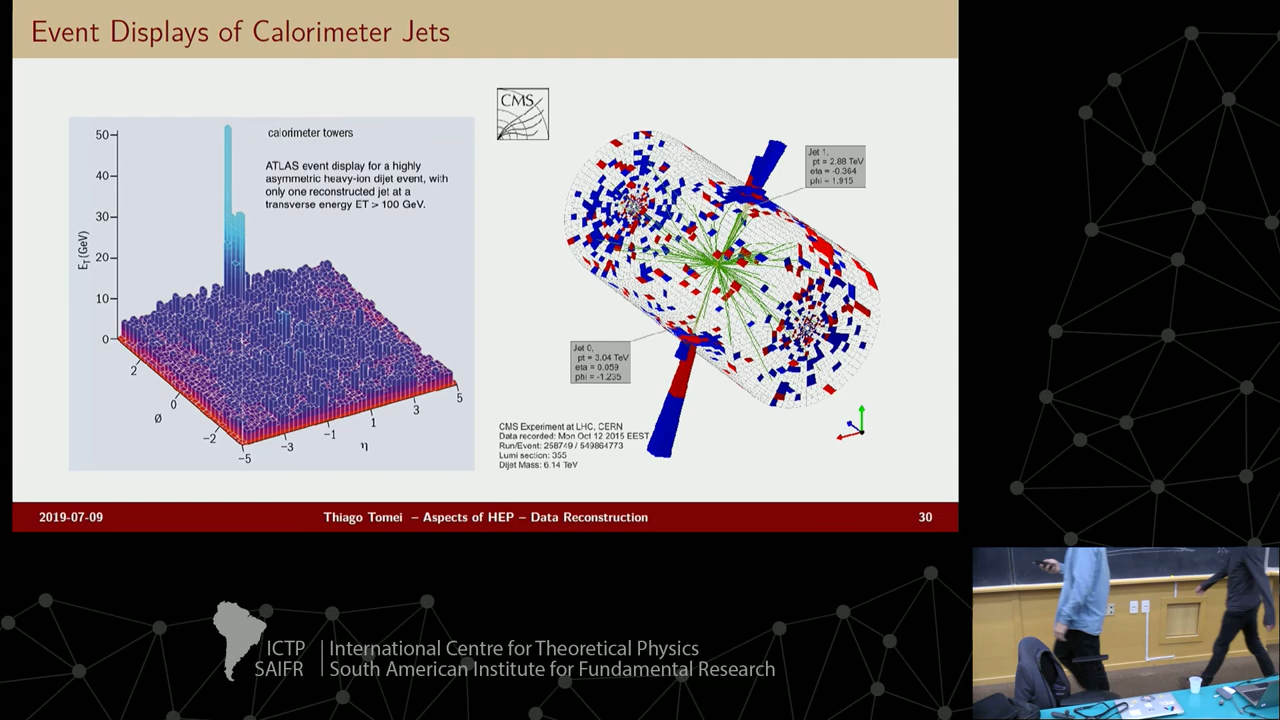 Event Displays of Calorimeter Jets
50
40
30
20
10
0
E_T (GeV)
calorimeter towers
ATLAS event display for a highly
asymmetric heavy-ion dijet event, with
only one reconstructed jet at a
transverse energy ET > 100 GeV.
2
0
−2
Ø
−5
−3
−1
1
3
5
η
CMS
Jet 1,
pt = 2.88 TeV
eta = -0.364
phi = 1.915
Jet 0,
pt = 3.04 TeV
eta = 0.059
phi = -1.235
CMS Experiment at LHC, CERN
Data recorded: Mon Oct 12 2015 EEST
Run/Event: 258749 / 549864773
Lumi section: 355
Dijet Mass: 6.14 TeV
2019-07-09 Thiago Tomei – Aspects of HEP – Data Reconstruction 30
ICTP International Centre for Theoretical Physics
SAIFR South American Institute for Fundamental Research